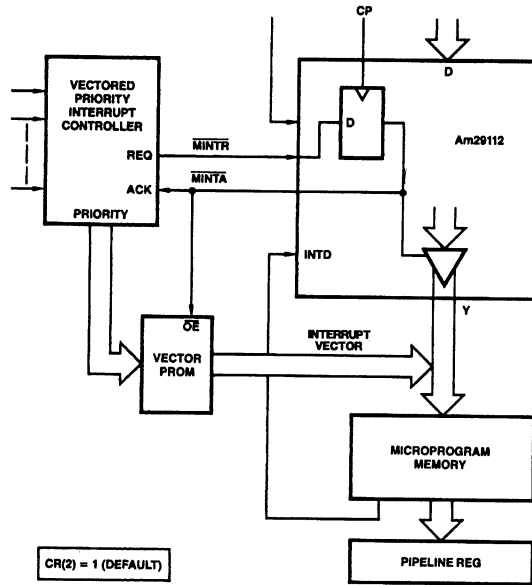 CP
D
VECTORED
PRIORITY
INTERRUPT
CONTROLLER
D
Am29112
REQ
MINTR
ACK
MINTA
PRIORITY
INTD
OE
Y
INTERRUPT
VECTOR
VECTOR
PROM
MICROPROGRAM
MEMORY
CR(2) = 1 (DEFAULT)
PIPELINE REG